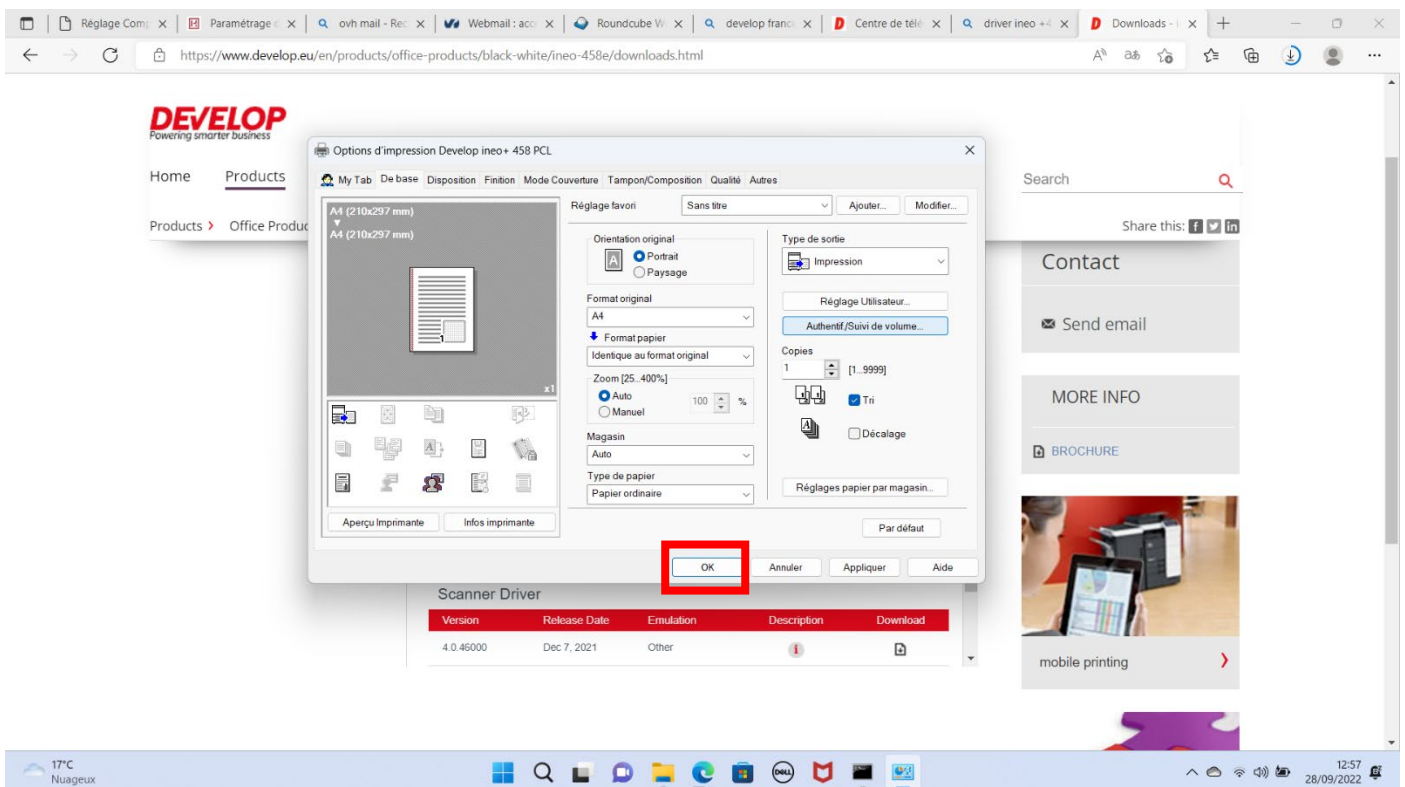 Réglage Com
Paramétrage
ovh mail - Re
Webmail : acc
Roundcube W
develop franc
Centre de télé
driver ineo +4
Downloads -
https://www.develop.eu/en/products/office-products/black-white/ineo-458e/downloads.html
DEVELOP
Powering smarter business
Home Products
Search
Products > Office Produc
Share this:
Options d'impression Develop ineo+ 458 PCL
My Tab De base Disposition Finition Mode Couverture Tampon/Composition Qualité Autres
A4 (210x297 mm)
A4 (210x297 mm)
1
x1
Aperçu Imprimante Infos imprimante
Réglage favori Sans titre Ajouter... Modifier...
Orientation original
A
Portrait
Paysage
Format original
A4
Format papier
Identique au format original
Zoom [25..400%]
Auto
Manuel
100 %
Magasin
Auto
Type de papier
Papier ordinaire
Type de sortie
Impression
Réglage Utilisateur...
Authentif./Suivi de volume...
Copies
1 [1..9999]
Tri
Décalage
Réglages papier par magasin...
Par défaut
OK Annuler Appliquer Aide
Scanner Driver
Version Release Date Emulation Description Download
4.0.46000 Dec 7, 2021 Other
Contact
Send email
MORE INFO
BROCHURE
mobile printing
17°C
Nuageux
DELL
12:57
28/09/2022